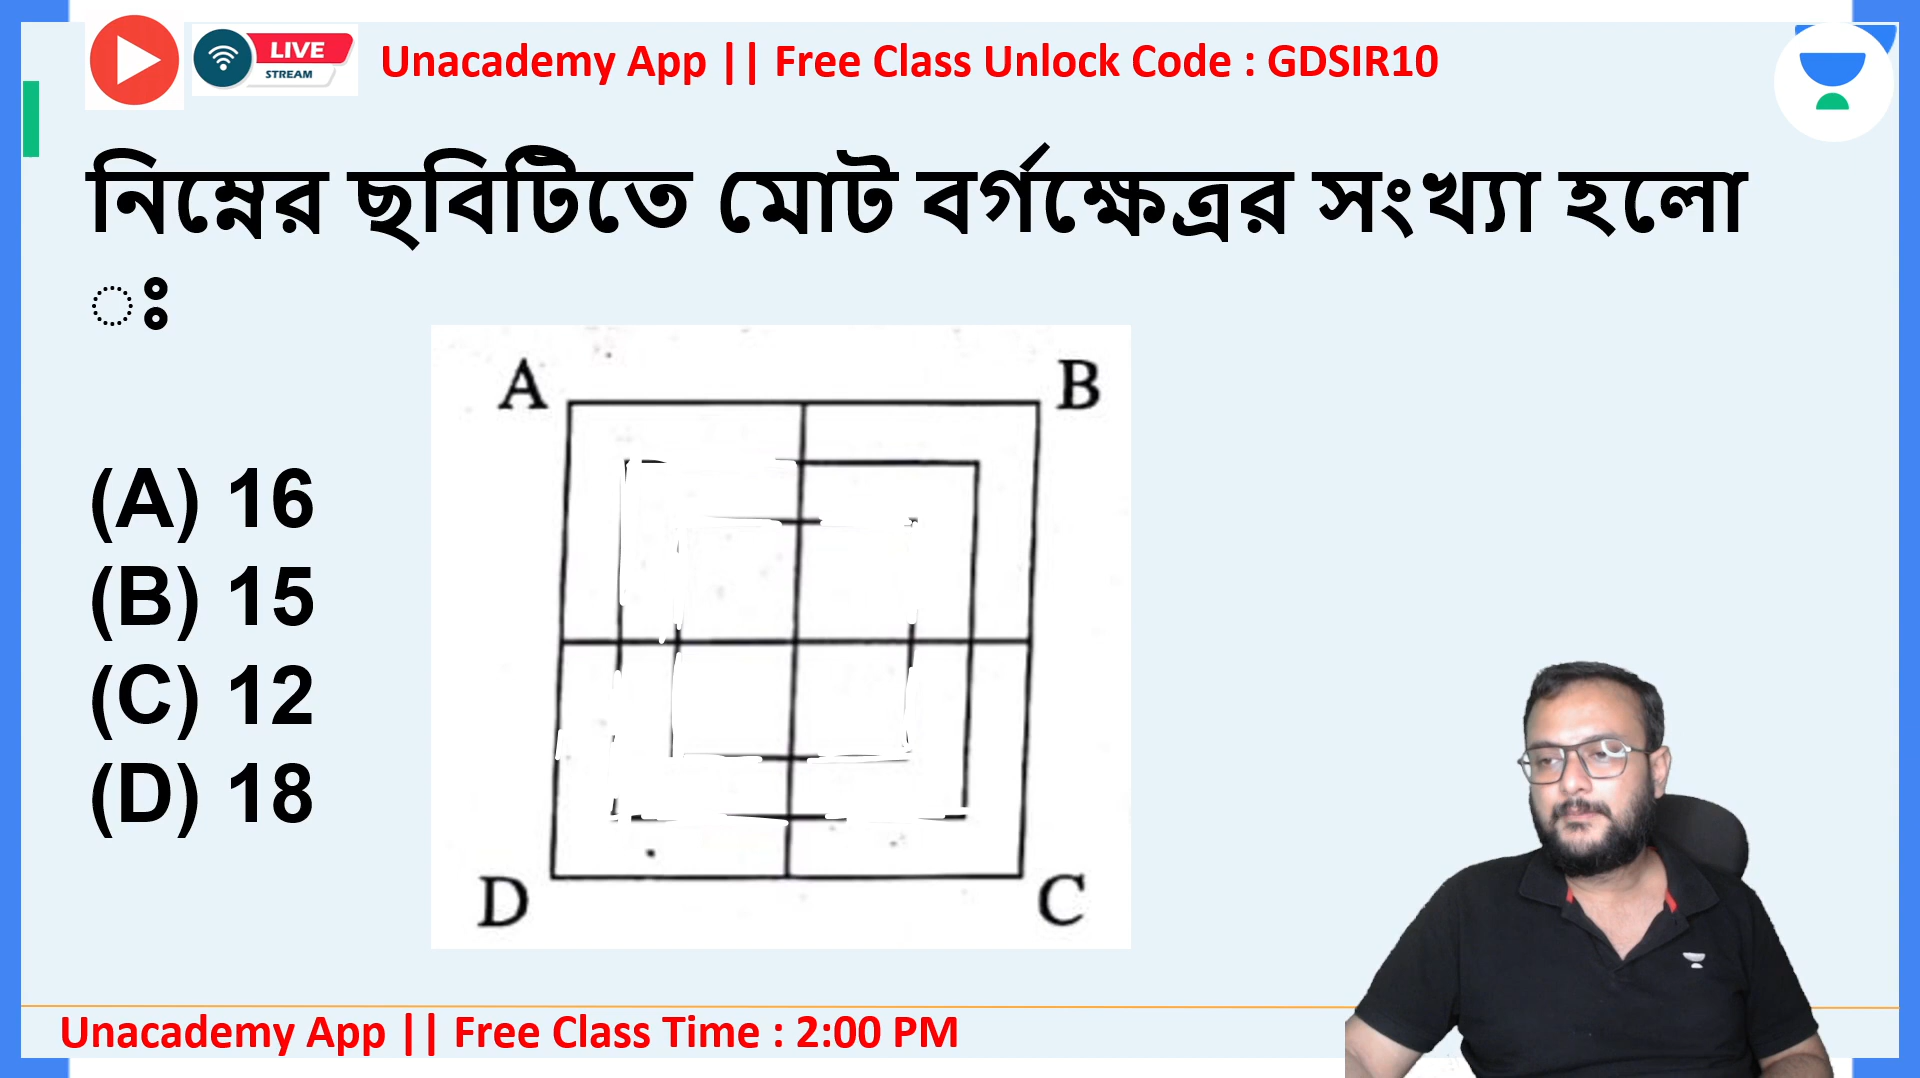 LIVE
STREAM
Unacademy App || Free Class Unlock Code : GDSIR10
নিম্নের ছবিটিতে মোট বর্গক্ষেত্রের সংখ্যা হলো
ঃ
A
B
(A) 16
(B) 15
(C) 12
(D) 18
D
C
Unacademy App || Free Class Time : 2:00 PM